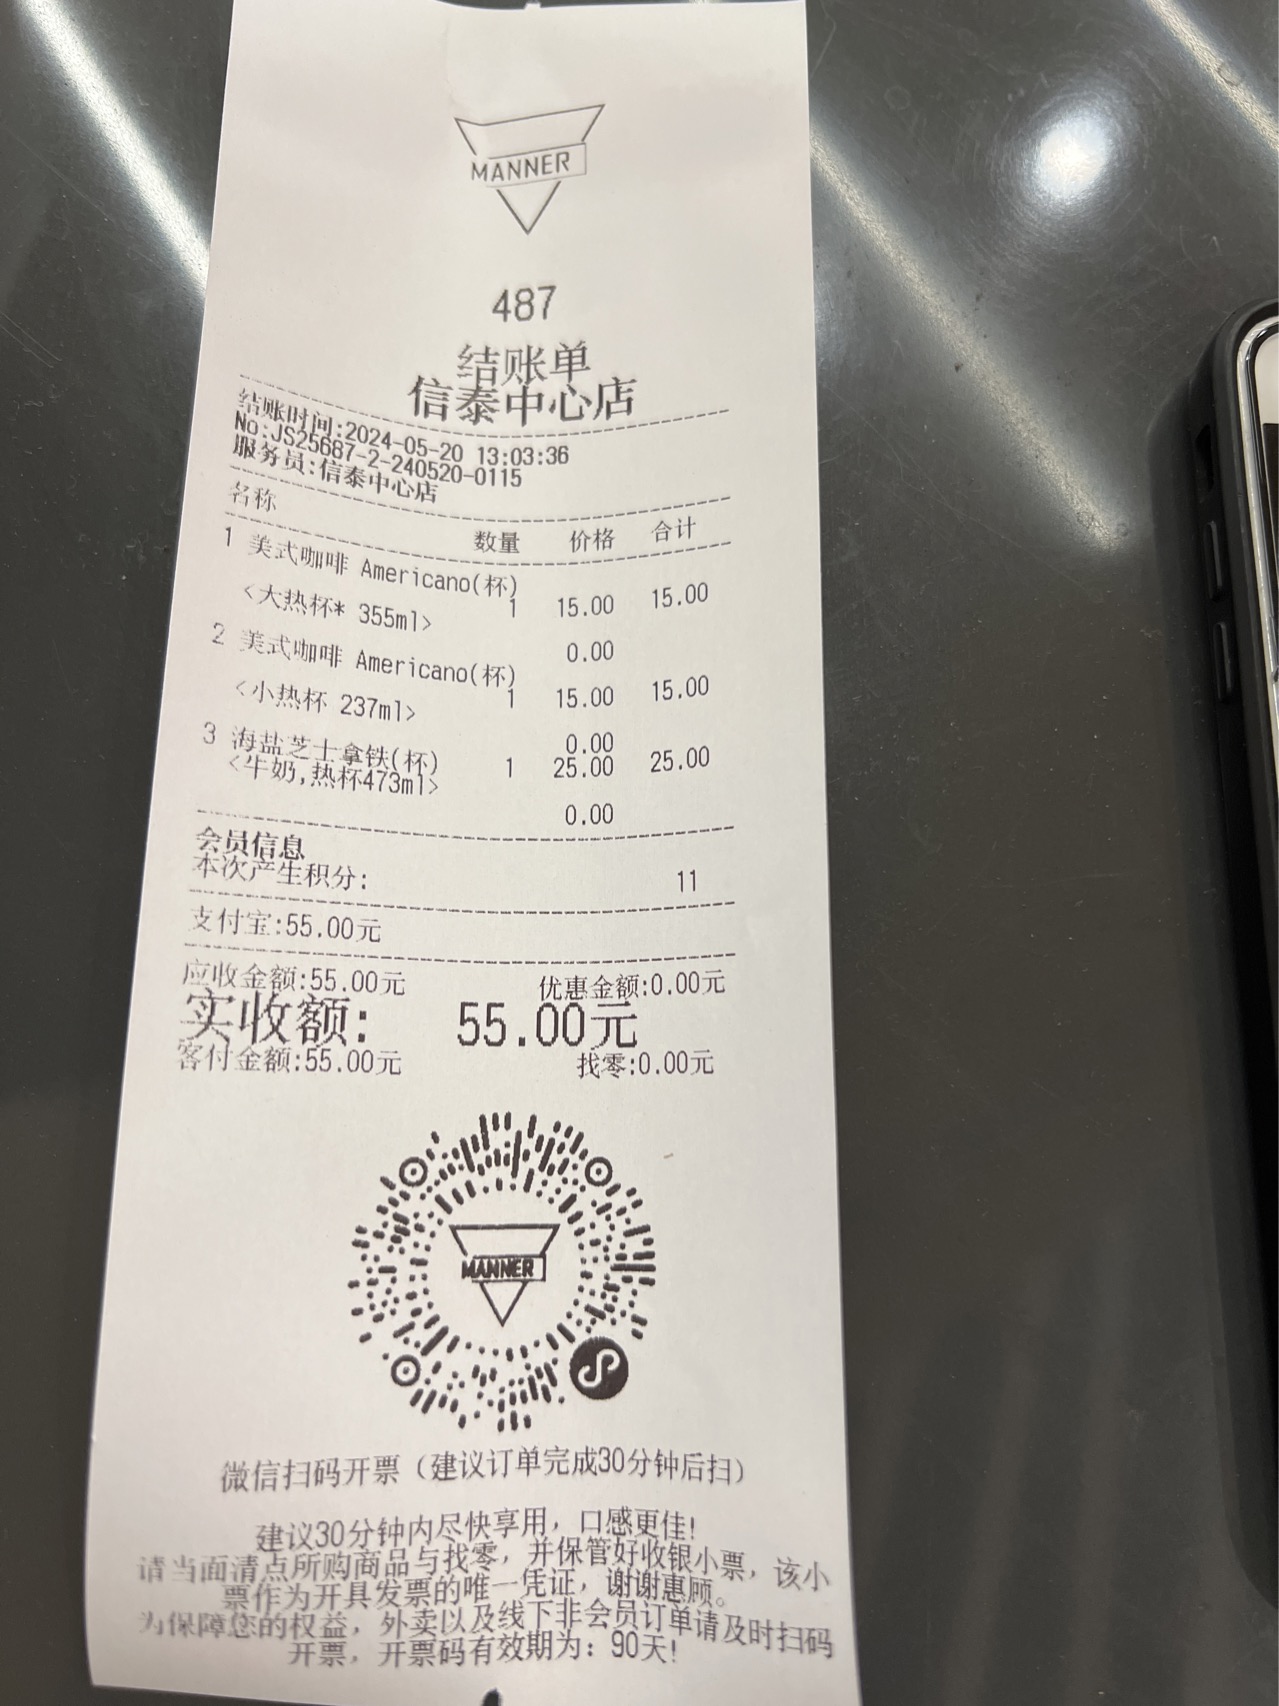 MANNER
487
结账单
信泰中心店
结账时间:2024-05-20 13:03:36
No:JS25687-2-240520-0115
服务员:信泰中心店
名称 数量 价格 合计
1 美式咖啡 Americano(杯)
<大热杯* 355ml> 1 15.00 15.00
0.00
2 美式咖啡 Americano(杯)
<小热杯 237ml> 1 15.00 15.00
0.00
3 海盐芝士拿铁(杯)
<牛奶,热杯473ml> 1 25.00 25.00
0.00
会员信息
本次产生积分: 11
支付宝:55.00元
应收金额:55.00元 优惠金额:0.00元
实收额: 55.00元
客付金额:55.00元 找零:0.00元
MANNER
微信扫码开票（建议订单完成30分钟后扫）
建议30分钟内尽快享用，口感更佳!
请当面清点所购商品与找零，并保管好收银小票，该小
票作为开具发票的唯一凭证，谢谢惠顾。
为保障您的权益，外卖以及线下非会员订单请及时扫码
开票，开票码有效期为：90天!